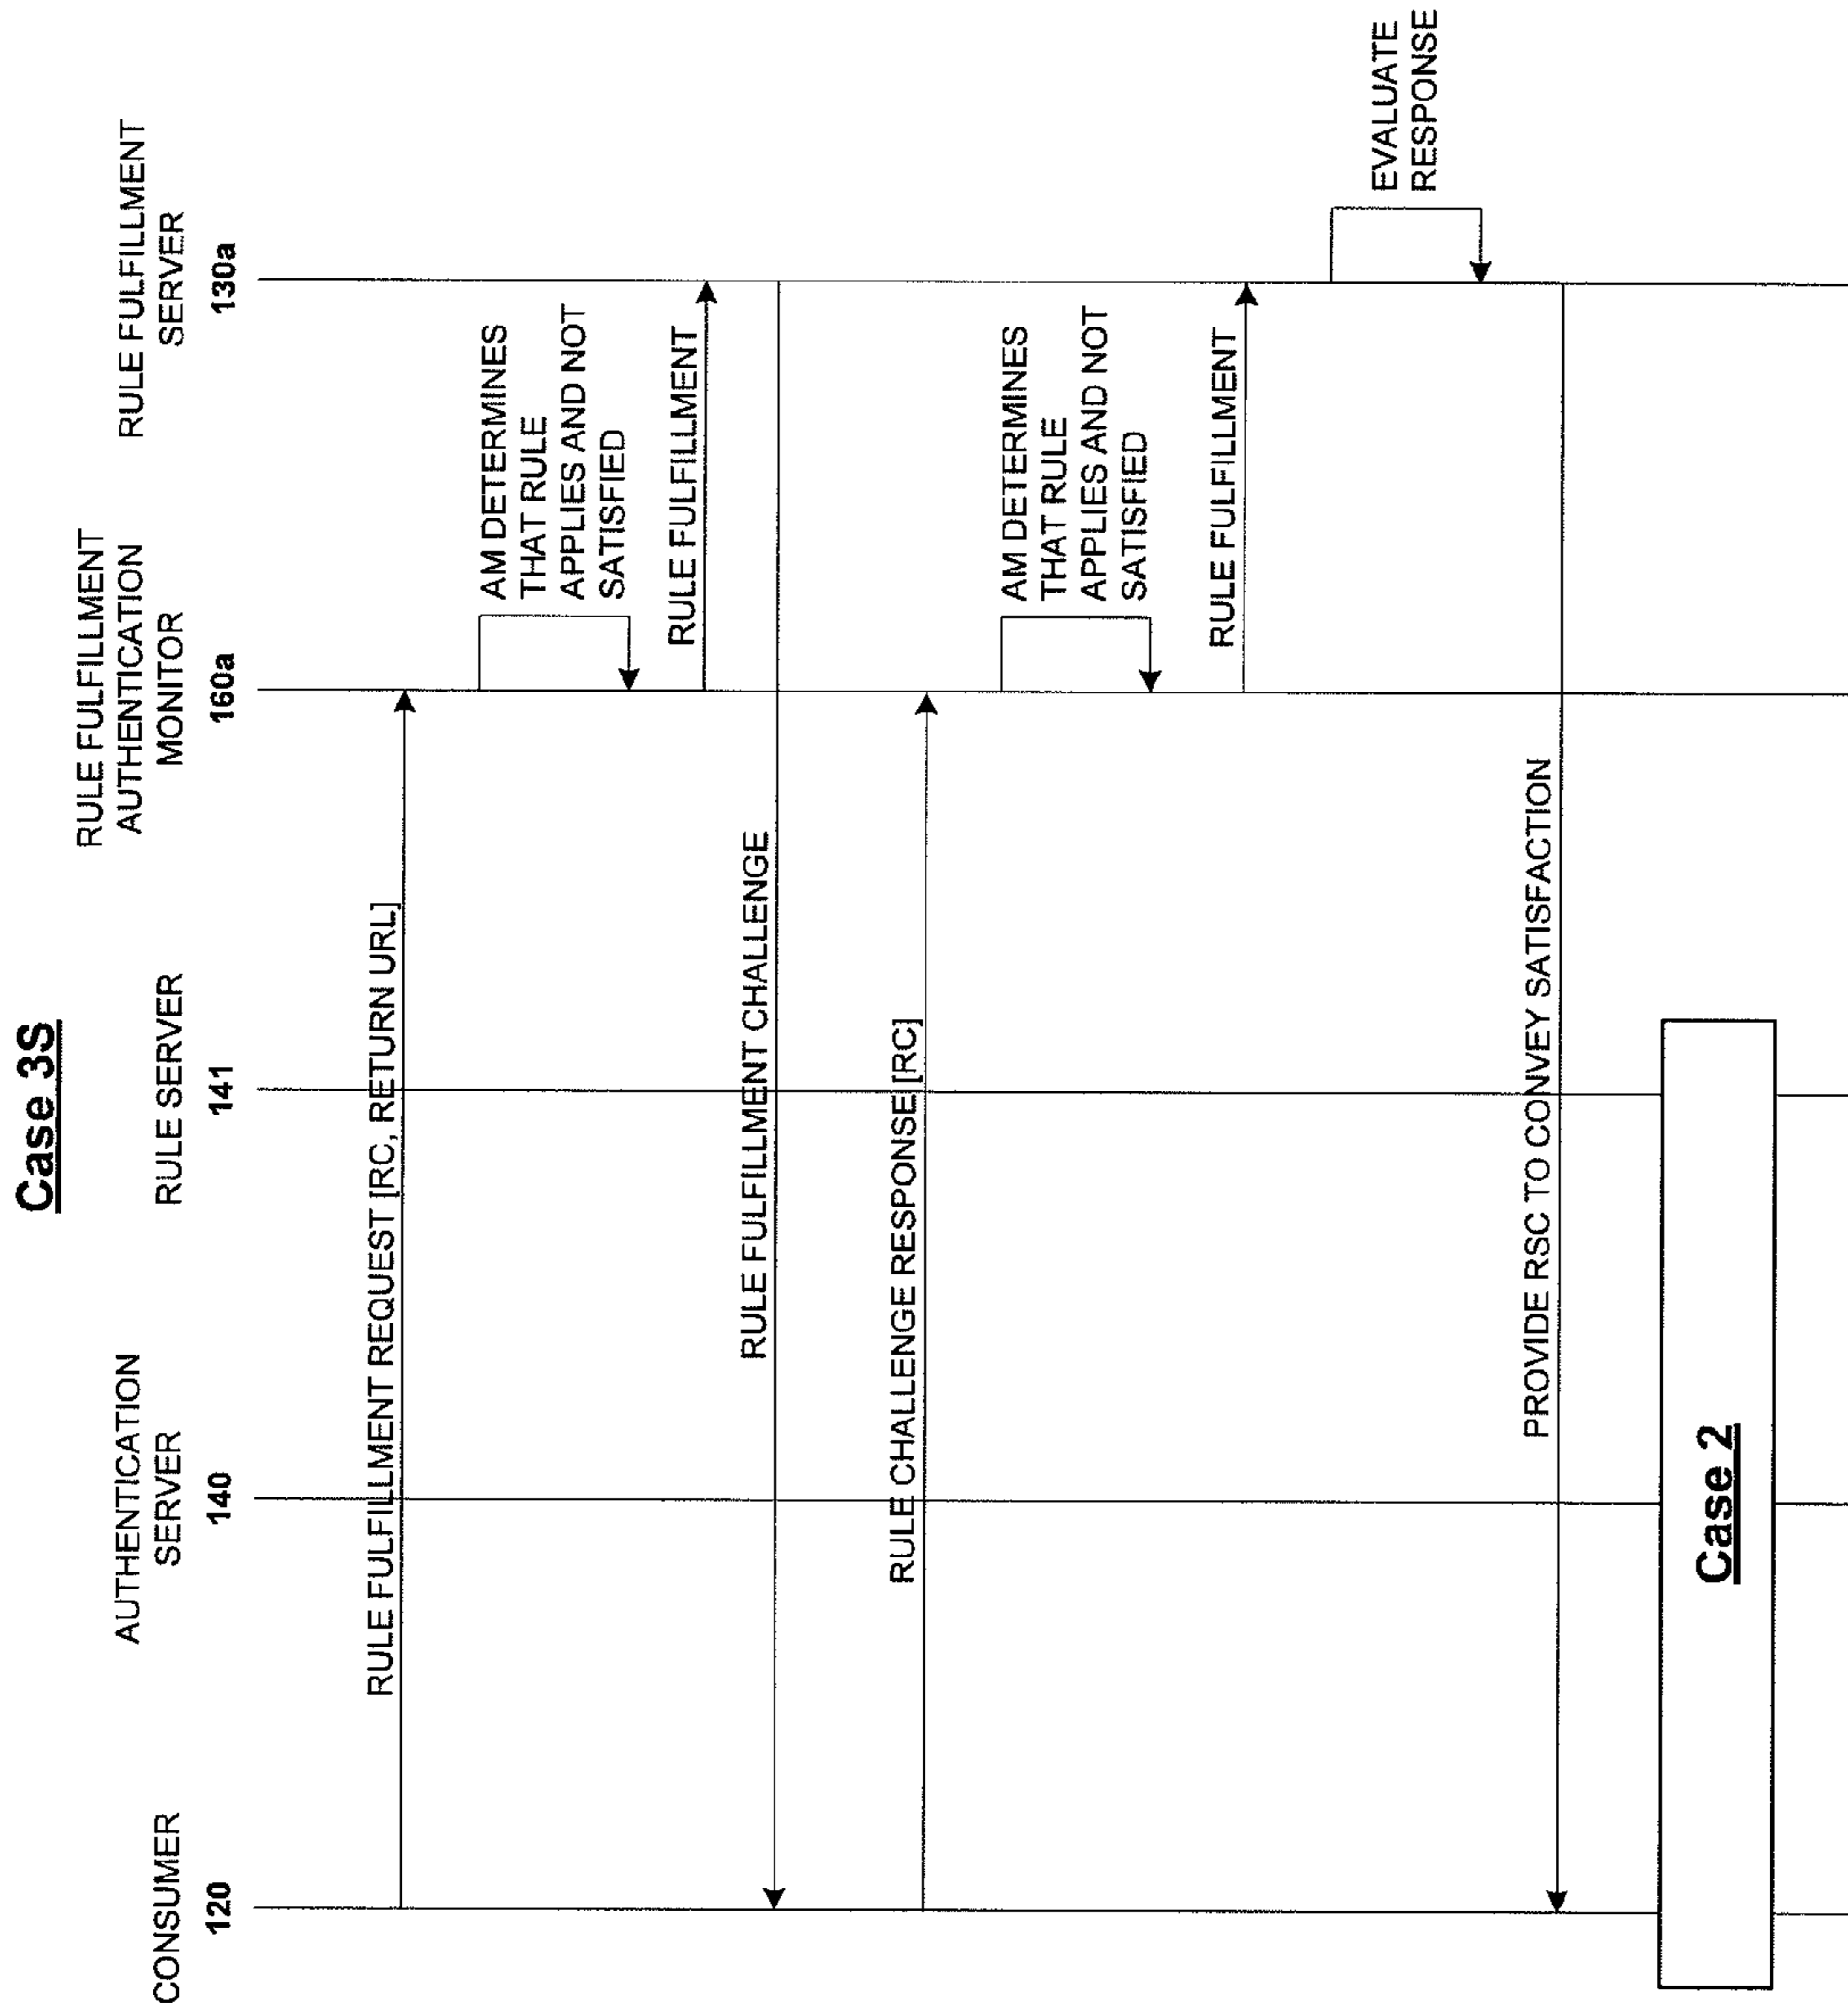 Case 3S
CONSUMER
120
AUTHENTICATION
SERVER
140
RULE SERVER
141
RULE FULFILLMENT
AUTHENTICATION
MONITOR
160a
RULE FULFILLMENT
SERVER
130a
RULE FULFILLMENT REQUEST [RC, RETURN URL]
AM DETERMINES
THAT RULE
APPLIES AND NOT
SATISFIED
RULE FULFILLMENT
RULE FULFILLMENT CHALLENGE
RULE CHALLENGE RESPONSE [RC]
AM DETERMINES
THAT RULE
APPLIES AND NOT
SATISFIED
RULE FULFILLMENT
EVALUATE
RESPONSE
PROVIDE RSC TO CONVEY SATISFACTION
Case 2